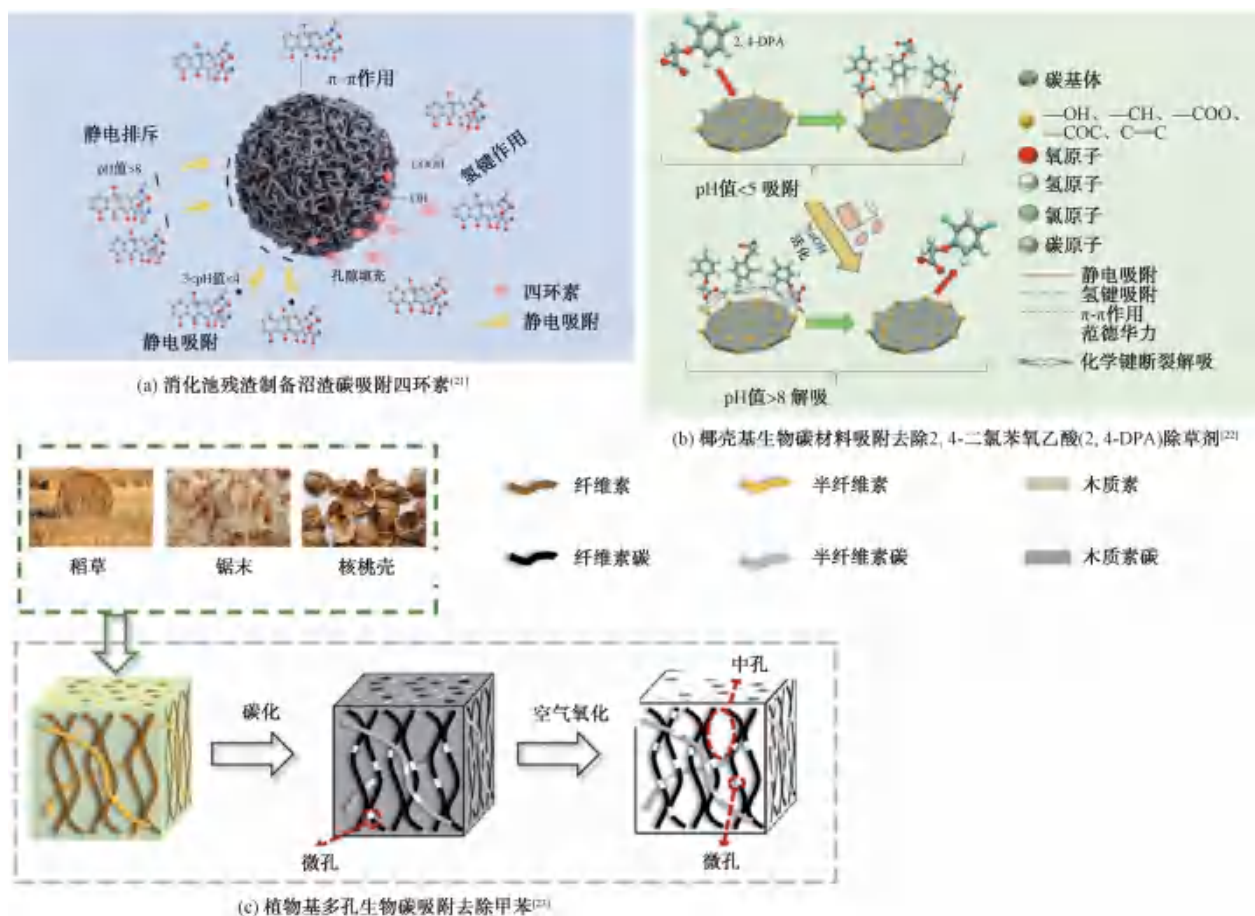 π-π作用
静电排斥
pH值>8
COOH
氢键作用
OH
孔隙填充
3<pH值<4
静电吸附
四环素
静电吸附
(a) 消化池残渣制备沼渣碳吸附四环素[21]
2, 4-DPA
pH值<5 吸附
NaOH
活化
pH值>8 解吸
碳基体
—OH、—CH、—COO、
—COC、C—C
氧原子
氢原子
氯原子
碳原子
静电吸附
氢键吸附
π-π作用
范德华力
化学键断裂解吸
(b) 椰壳基生物碳材料吸附去除2, 4-二氯苯氧乙酸(2, 4-DPA)除草剂[22]
稻草
锯末
核桃壳
纤维素
半纤维素
木质素
纤维素碳
半纤维素碳
木质素碳
碳化
空气氧化
中孔
微孔
微孔
(c) 植物基多孔生物碳吸附去除甲苯[23]